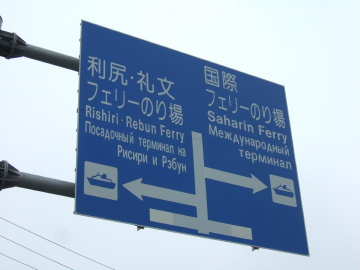 利尻・礼文
フェリーのり場
Rishiri・Rebun Ferry
Посадочный терминал на
Рисири и Рэбун
国際
フェリーのり場
Saharin Ferry
Международный
терминал